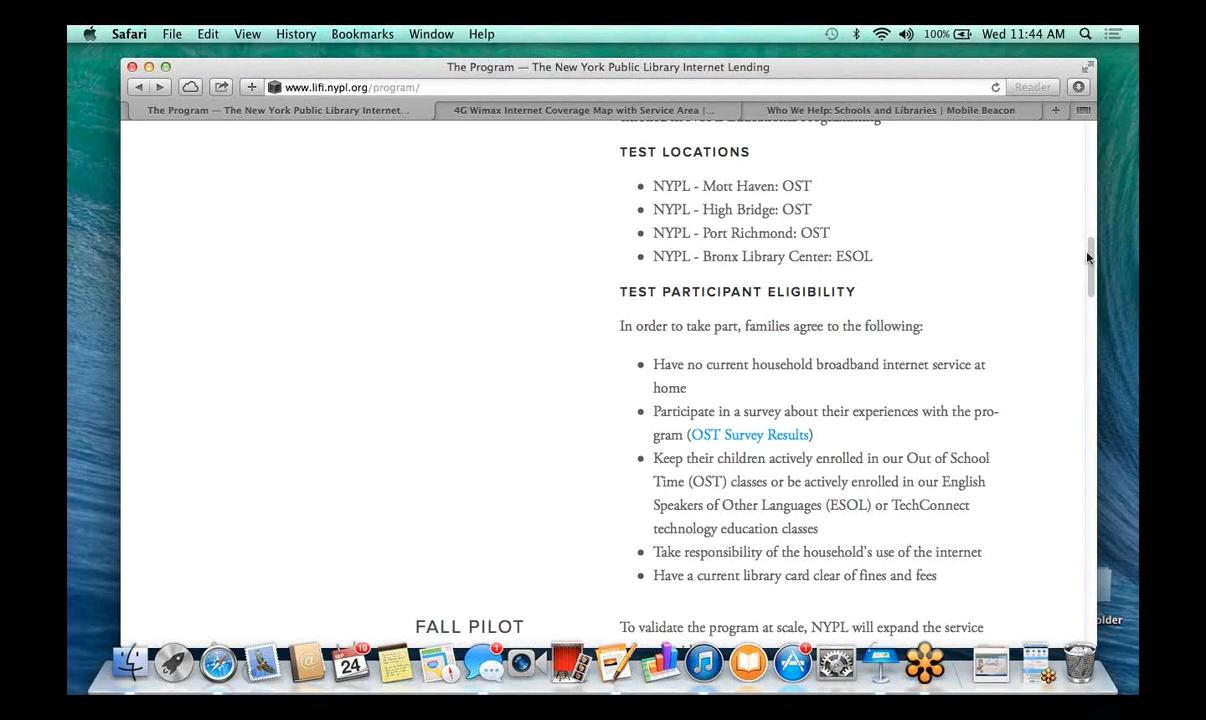 Safari File Edit View History Bookmarks Window Help 100% Wed 11:44 AM
The Program — The New York Public Library Internet Lending
www.lifi.nypl.org/program/ Reader
The Program — The New York Public Library Internet... 4G Wimax Internet Coverage Map with Service Area |... Who We Help: Schools and Libraries | Mobile Beacon
TEST LOCATIONS
• NYPL - Mott Haven: OST
• NYPL - High Bridge: OST
• NYPL - Port Richmond: OST
• NYPL - Bronx Library Center: ESOL
TEST PARTICIPANT ELIGIBILITY
In order to take part, families agree to the following:
• Have no current household broadband internet service at
home
• Participate in a survey about their experiences with the pro-
gram (OST Survey Results)
• Keep their children actively enrolled in our Out of School
Time (OST) classes or be actively enrolled in our English
Speakers of Other Languages (ESOL) or TechConnect
technology education classes
• Take responsibility of the household's use of the internet
• Have a current library card clear of fines and fees
older
FALL PILOT To validate the program at scale, NYPL will expand the service
24